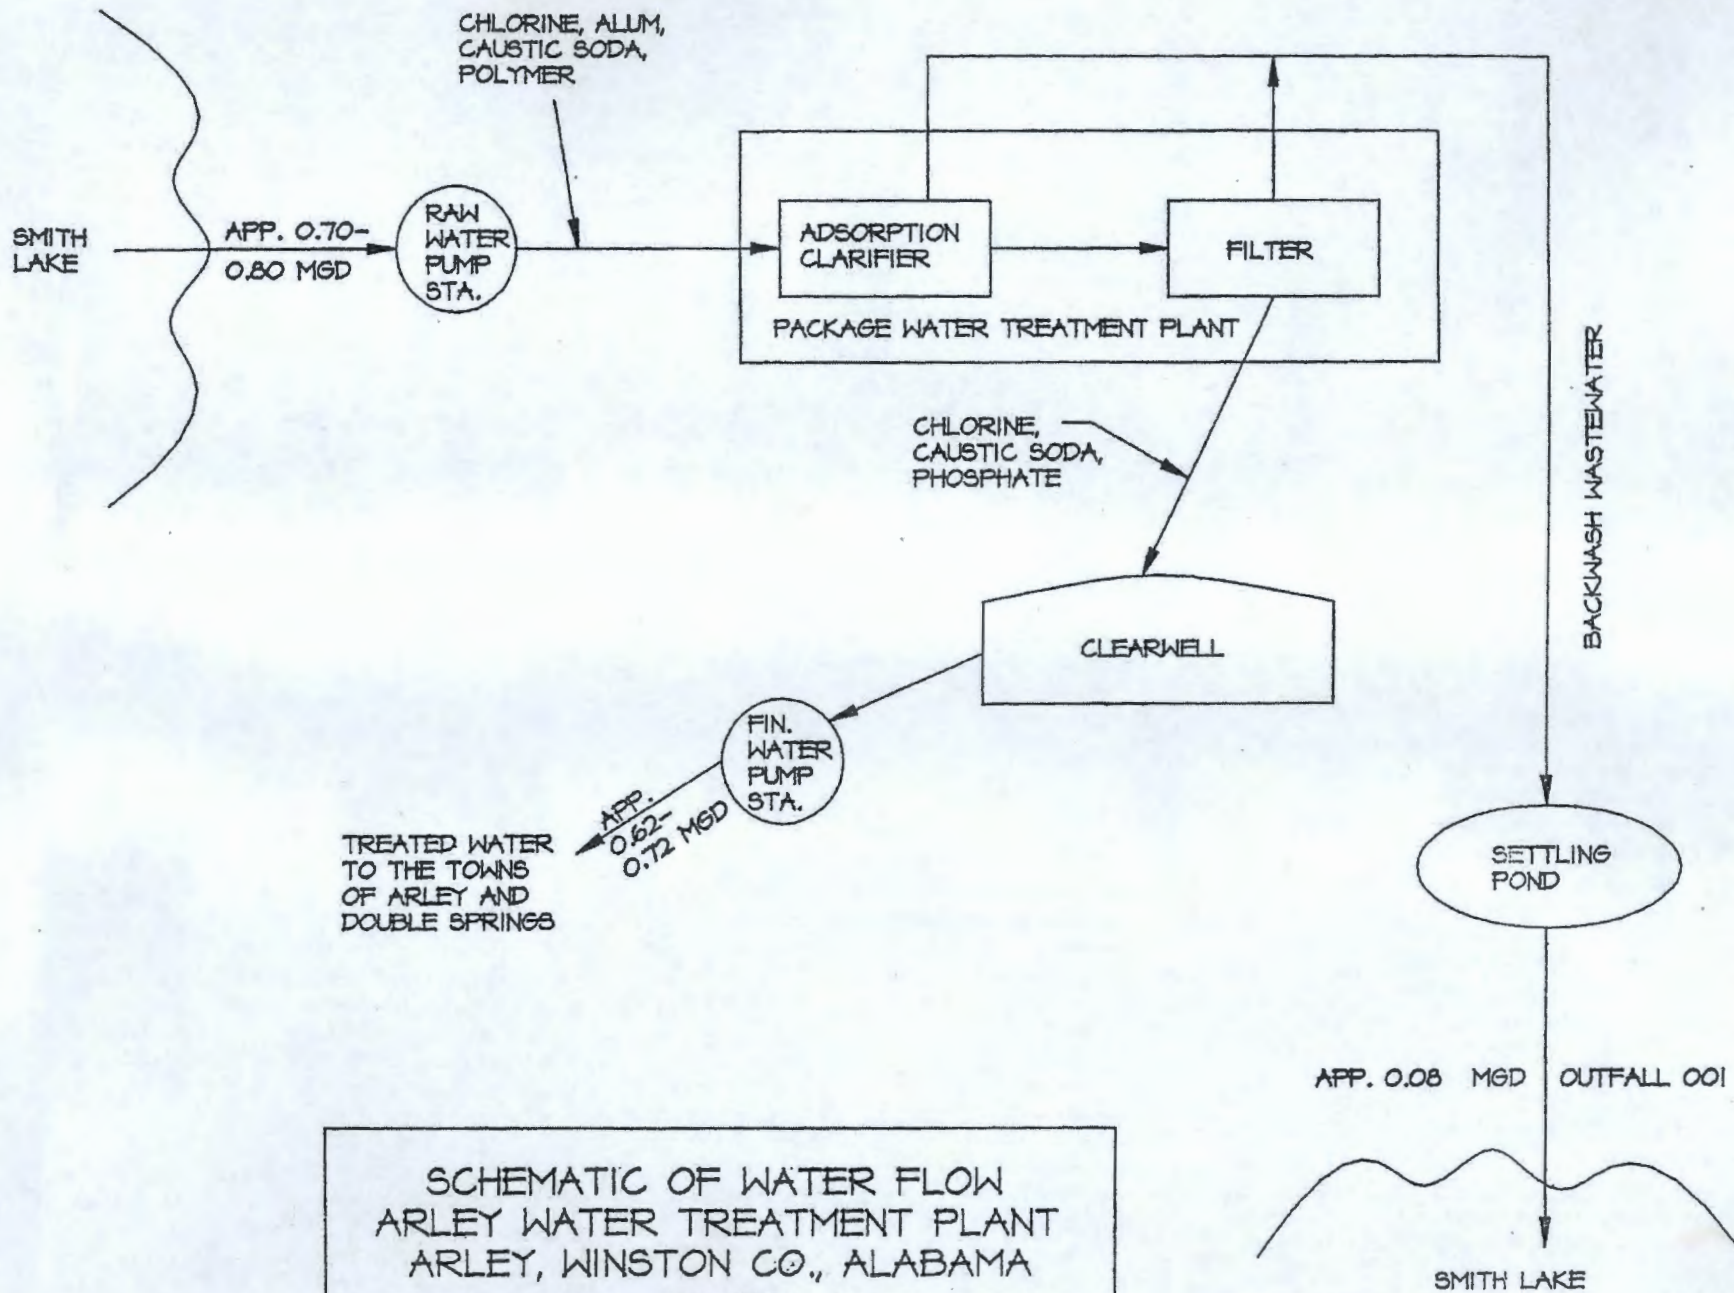 CHLORINE, ALUM,
CAUSTIC SODA,
POLYMER
SMITH
LAKE
APP. 0.70-
0.80 MGD
RAW
WATER
PUMP
STA.
ADSORPTION
CLARIFIER
FILTER
PACKAGE WATER TREATMENT PLANT
CHLORINE,
CAUSTIC SODA,
PHOSPHATE
BACKWASH WASTEWATER
CLEARWELL
FIN.
WATER
PUMP
STA.
APP.
0.62-
0.72 MGD
TREATED WATER
TO THE TOWNS
OF ARLEY AND
DOUBLE SPRINGS
SETTLING
POND
APP. 0.08 MGD OUTFALL 001
SMITH LAKE
SCHEMATIC OF WATER FLOW
ARLEY WATER TREATMENT PLANT
ARLEY, WINSTON CO., ALABAMA